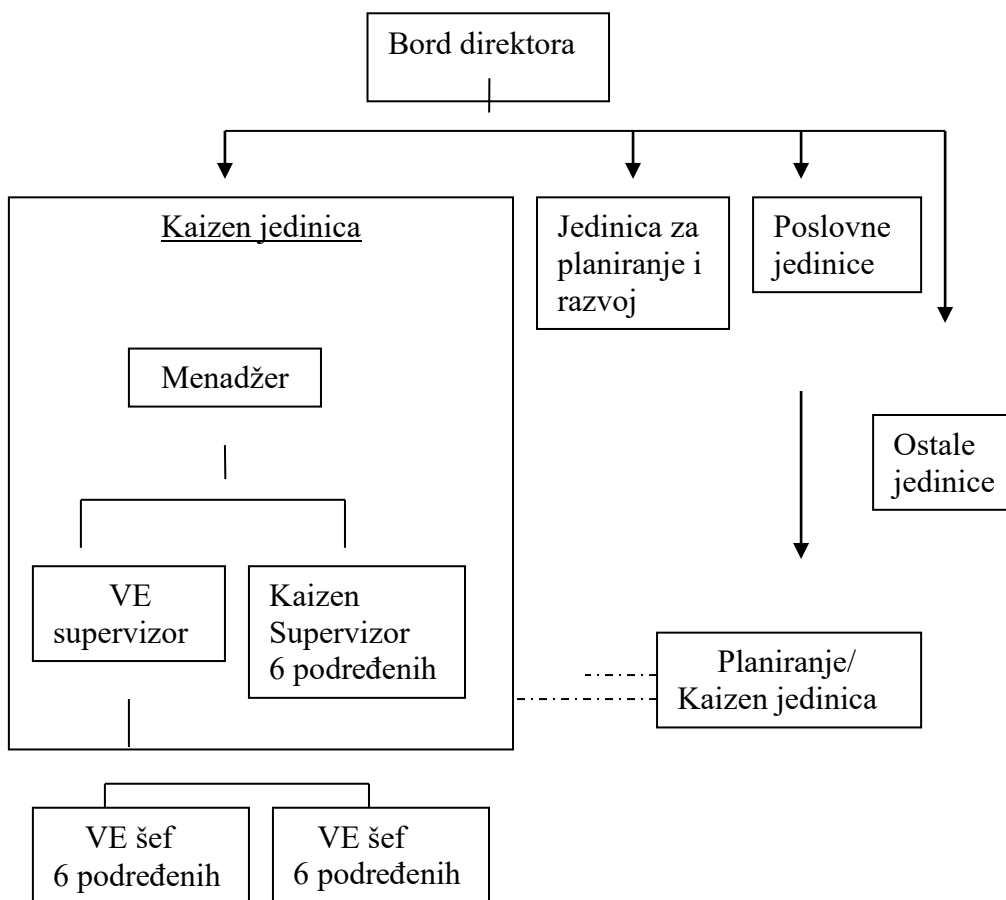 Bord direktora
Kaizen jedinica
Jedinica za
planiranje i
razvoj
Poslovne
jedinice
Menadžer
Ostale
jedinice
VE
supervizor
Kaizen
Supervizor
6 podređenih
Planiranje/
Kaizen jedinica
VE šef
6 podređenih
VE šef
6 podređenih